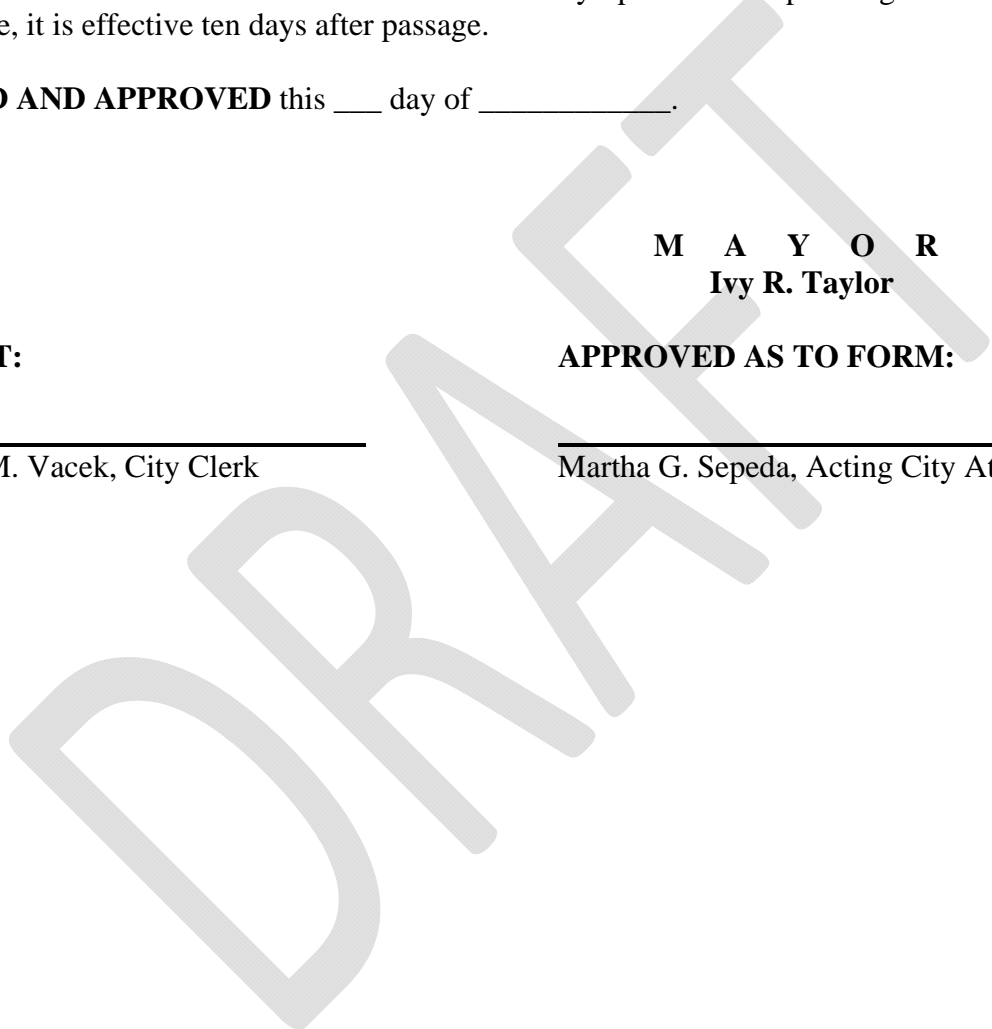 e, it is effective ten days after passage.
D AND APPROVED this ___ day of ____________.
M A Y O R
Ivy R. Taylor
T: APPROVED AS TO FORM:
M. Vacek, City Clerk Martha G. Sepeda, Acting City At
DRAFT